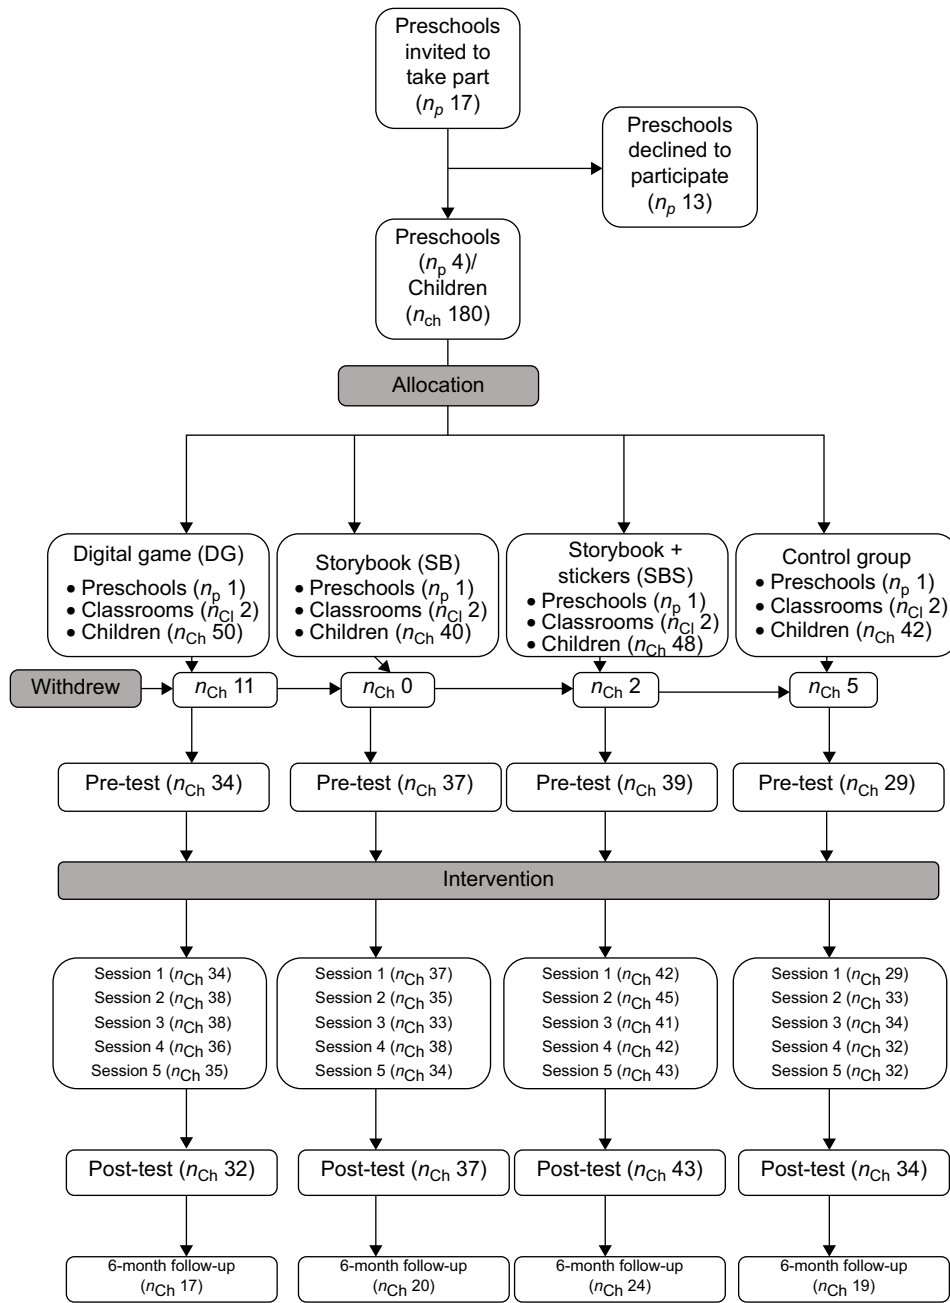 Preschools
invited to
take part
(np 17)
Preschools
declined to
participate
(np 13)
Preschools
(np 4)/
Children
(nch 180)
Allocation
Digital game (DG)
• Preschools (np 1)
• Classrooms (nCl 2)
• Children (nCh 50)
Storybook (SB)
• Preschools (np 1)
• Classrooms (nCl 2)
• Children (nCh 40)
Storybook +
stickers (SBS)
• Preschools (np 1)
• Classrooms (nCl 2)
• Children (nCh 48)
Control group
• Preschools (np 1)
• Classrooms (nCl 2)
• Children (nCh 42)
Withdrew
nCh 11
nCh 0
nCh 2
nCh 5
Pre-test (nCh 34)
Pre-test (nCh 37)
Pre-test (nCh 39)
Pre-test (nCh 29)
Intervention
Session 1 (nCh 34)
Session 2 (nCh 38)
Session 3 (nCh 38)
Session 4 (nCh 36)
Session 5 (nCh 35)
Session 1 (nCh 37)
Session 2 (nCh 35)
Session 3 (nCh 33)
Session 4 (nCh 38)
Session 5 (nCh 34)
Session 1 (nCh 42)
Session 2 (nCh 45)
Session 3 (nCh 41)
Session 4 (nCh 42)
Session 5 (nCh 43)
Session 1 (nCh 29)
Session 2 (nCh 33)
Session 3 (nCh 34)
Session 4 (nCh 32)
Session 5 (nCh 32)
Post-test (nCh 32)
Post-test (nCh 37)
Post-test (nCh 43)
Post-test (nCh 34)
6-month follow-up
(nCh 17)
6-month follow-up
(nCh 20)
6-month follow-up
(nCh 24)
6-month follow-up
(nCh 19)